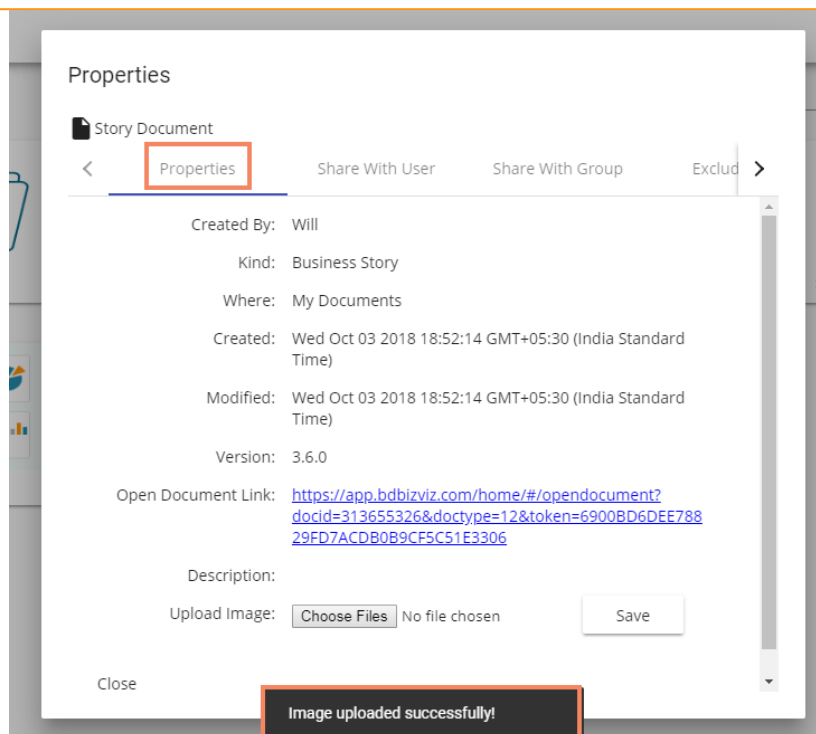 Properties
Story Document
Properties Share With User Share With Group Exclud
Created By: Will
Kind: Business Story
Where: My Documents
Created: Wed Oct 03 2018 18:52:14 GMT+05:30 (India Standard
Time)
Modified: Wed Oct 03 2018 18:52:14 GMT+05:30 (India Standard
Time)
Version: 3.6.0
Open Document Link: https://app.bdbizviz.com/home/#/opendocument?
docid=313655326&doctype=12&token=6900BD6DEE788
29FD7ACDB0B9CF5C51E3306
Description:
Upload Image: Choose Files No file chosen Save
Close
Image uploaded successfully!